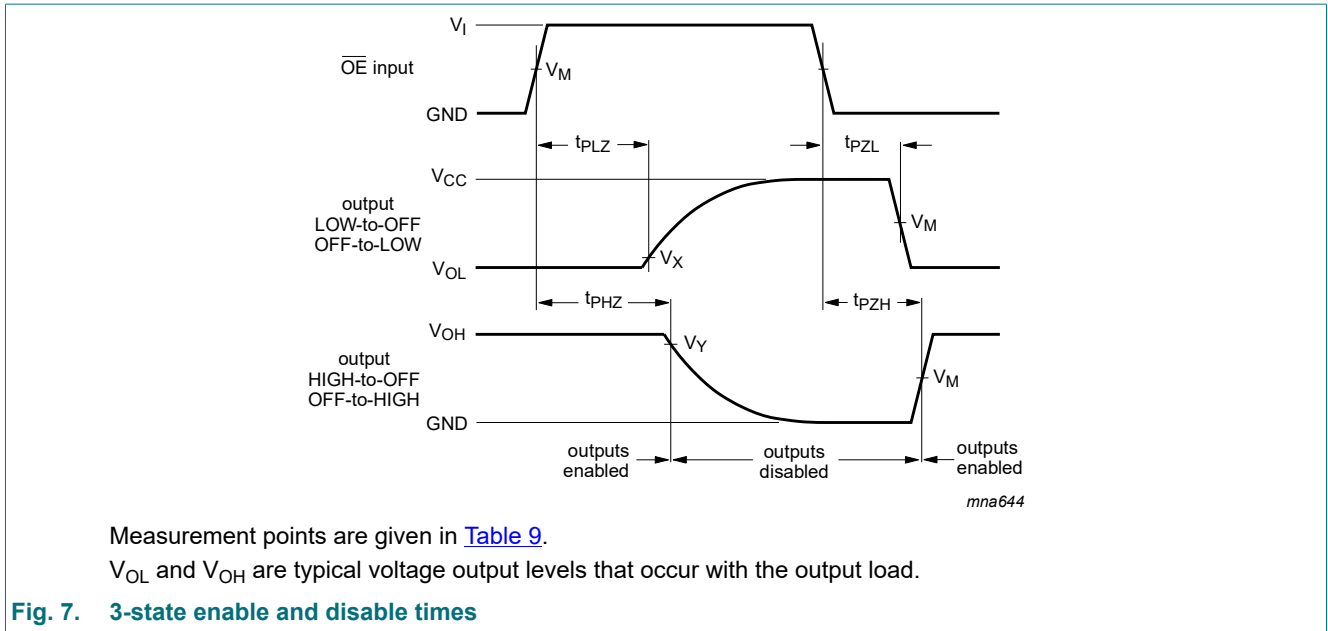 V_I
O̅E̅ input
V_M
GND
t_PLZ
t_PZL
V_CC
output
LOW-to-OFF
OFF-to-LOW
V_M
V_X
V_OL
t_PHZ
t_PZH
V_OH
V_Y
output
HIGH-to-OFF
OFF-to-HIGH
V_M
GND
outputs
enabled
outputs
disabled
outputs
enabled
mna644
Measurement points are given in Table 9.
V_OL and V_OH are typical voltage output levels that occur with the output load.
Fig. 7. 3-state enable and disable times